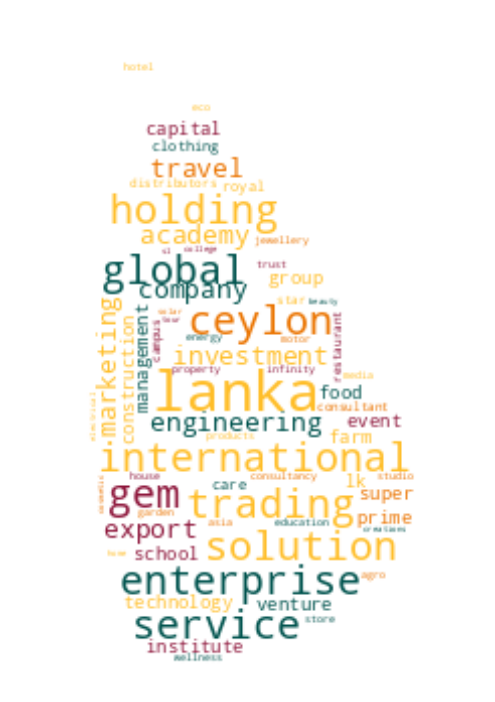 hotel
eco
capital
clothing
travel
distributors royal
holding
academy jewellery
sl college
global trust
company group
star beauty
marketing construction management campus solar tour ceylon restaurant
energy motor
investment
property infinity
lanka media
food
electrical consultant
engineering event
products farm
international
house consultancy studio
cosmetic gem care lk super
trading
garden prime
export asia education creations
solution
home school
enterprise agro
technology venture
service store
institute
wellness